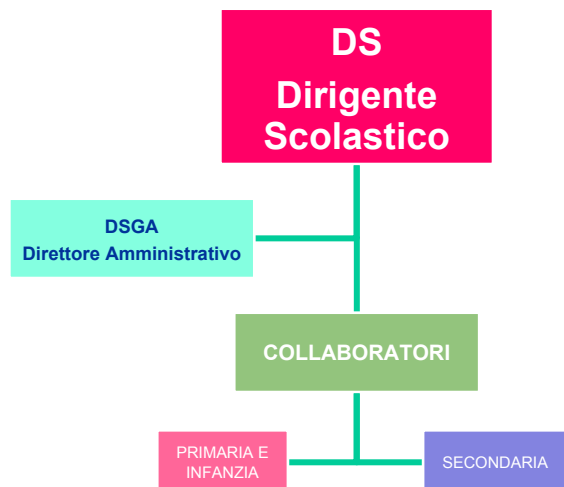 DS
Dirigente
Scolastico
DSGA
Direttore Amministrativo
COLLABORATORI
PRIMARIA E
INFANZIA
SECONDARIA